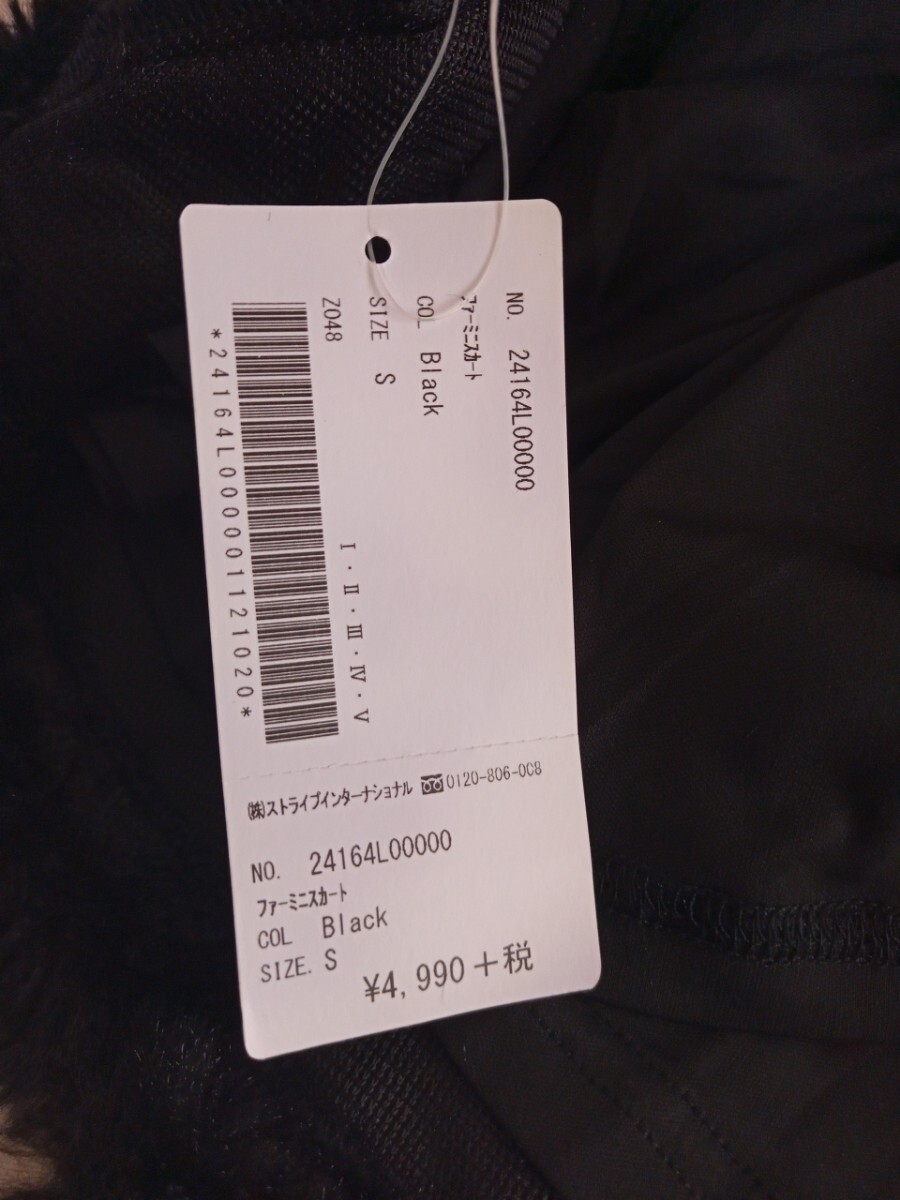 NO. 24164L00000
ファーミニスカート
COL Black
SIZE S
Z048
I・Ⅱ・Ⅲ・Ⅳ・V
*24164L000001121020*
(株)ストライプインターナショナル 0120-806-008
NO. 24164L00000
ファーミニスカート
COL Black
SIZE. S
¥4,990+税